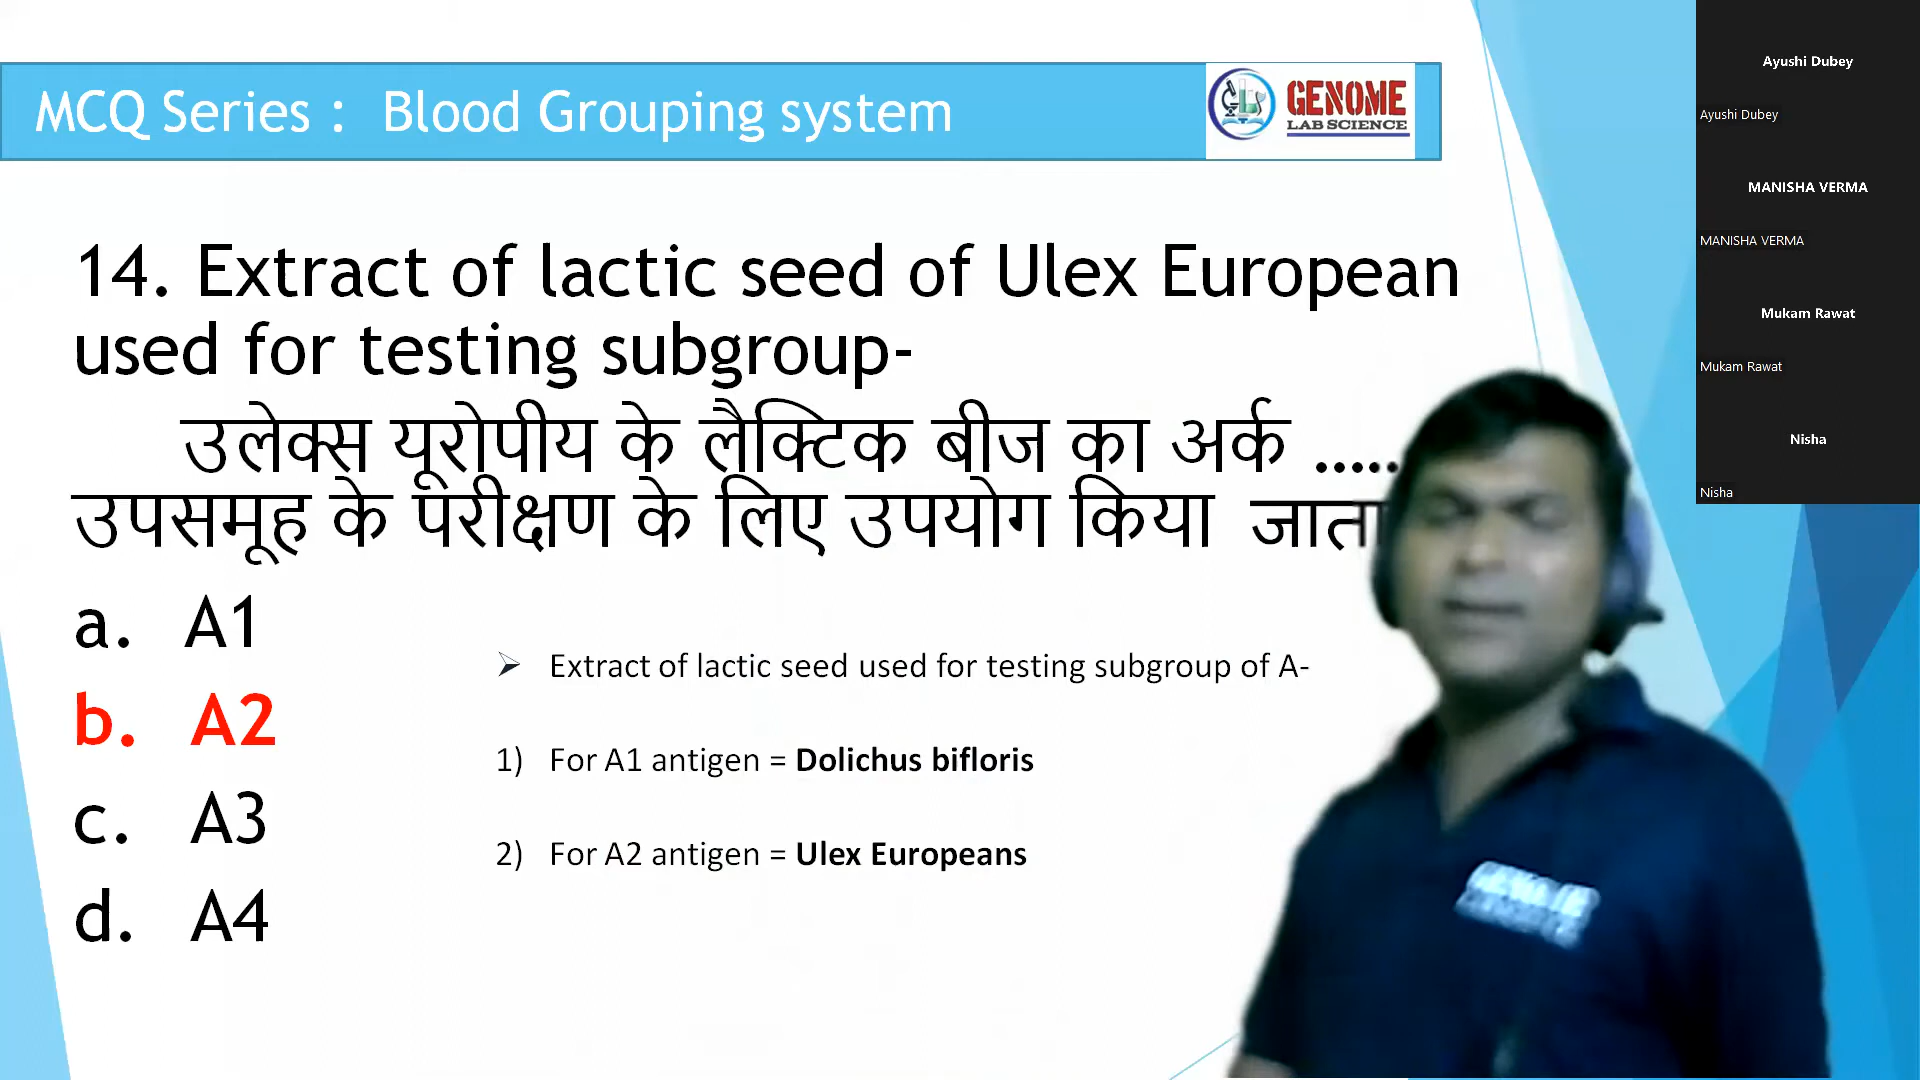 MCQ Series :  Blood Grouping system
GENOME
LAB SCIENCE
14. Extract of lactic seed of Ulex European
used for testing subgroup-
उलेक्स यूरोपीय के लैक्टिक बीज का अर्क .....
उपसमूह के परीक्षण के लिए उपयोग किया जाता
a. A1
b. A2
c. A3
d. A4
➢ Extract of lactic seed used for testing subgroup of A-
1) For A1 antigen = Dolichus bifloris
2) For A2 antigen = Ulex Europeans
Ayushi Dubey
Ayushi Dubey
MANISHA VERMA
MANISHA VERMA
Mukam Rawat
Mukam Rawat
Nisha
Nisha